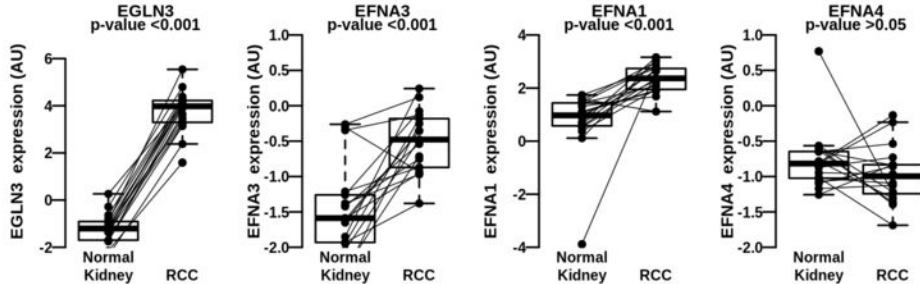 EGLN3
p-value <0.001
EGLN3 expression (AU)
6
4
2
0
-2
Normal
Kidney
RCC
EFNA3
p-value <0.001
EFNA3 expression (AU)
1.0
0.5
0.0
-0.5
-1.0
-1.5
-2.0
Normal
Kidney
RCC
EFNA1
p-value <0.001
EFNA1 expression (AU)
4
2
0
-2
-4
Normal
Kidney
RCC
EFNA4
p-value >0.05
EFNA4 expression (AU)
1.0
0.5
0.0
-0.5
-1.0
-1.5
-2.0
Normal
Kidney
RCC